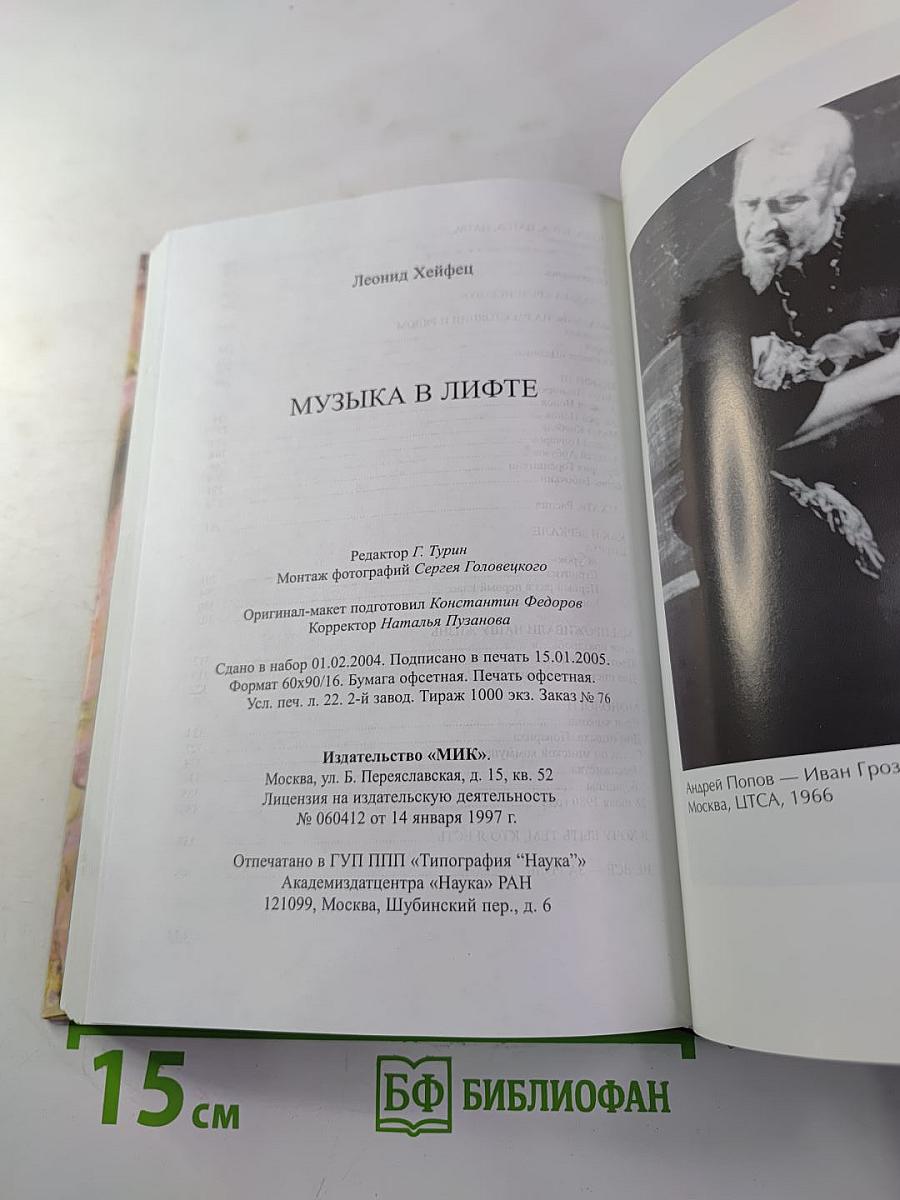 Леонид Хейфец
МУЗЫКА В ЛИФТЕ
Редактор Г. Турин
Монтаж фотографий Сергея Головецкого
Оригинал-макет подготовил Константин Федоров
Корректор Наталья Пузанова
Сдано в набор 01.02.2004. Подписано в печать 15.01.2005.
Формат 60х90/16. Бумага офсетная. Печать офсетная.
Усл. печ. л. 22. 2-й завод. Тираж 1000 экз. Заказ № 76
Издательство «МИК».
Москва, ул. Б. Переяславская, д. 15, кв. 52
Лицензия на издательскую деятельность
№ 060412 от 14 января 1997 г.
Отпечатано в ГУП ППП «Типография “Наука”»
Академиздатцентра «Наука» РАН
121099, Москва, Шубинский пер., д. 6
Андрей Попов — Иван Гроз
Москва, ЦТСА, 1966
15 см
БФ БИБЛИОФАН